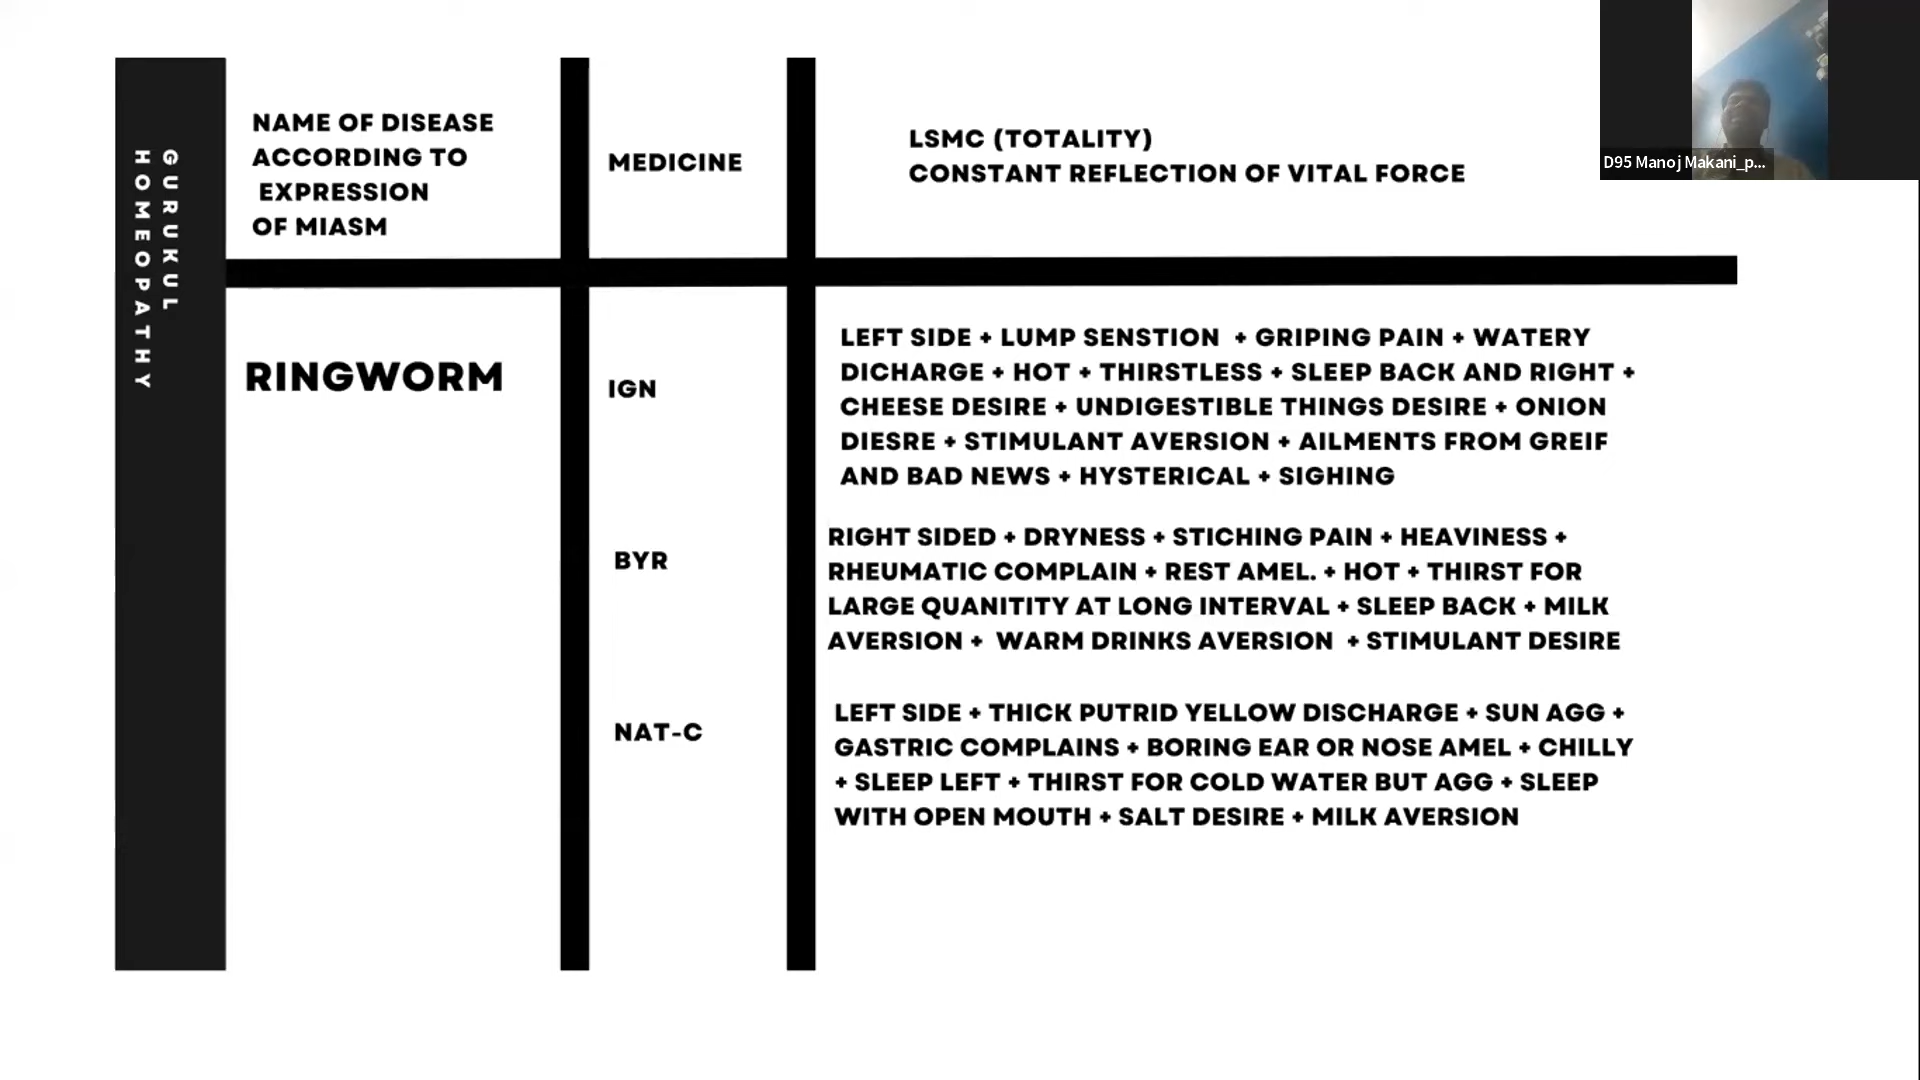 GURUKUL
HOMEOPATHY
NAME OF DISEASE
ACCORDING TO
EXPRESSION
OF MIASM
MEDICINE
LSMC (TOTALITY)
CONSTANT REFLECTION OF VITAL FORCE
D95 Manoj Makani_p...
RINGWORM
IGN
LEFT SIDE + LUMP SENSTION + GRIPING PAIN + WATERY
DICHARGE + HOT + THIRSTLESS + SLEEP BACK AND RIGHT +
CHEESE DESIRE + UNDIGESTIBLE THINGS DESIRE + ONION
DIESRE + STIMULANT AVERSION + AILMENTS FROM GREIF
AND BAD NEWS + HYSTERICAL + SIGHING
BYR
RIGHT SIDED + DRYNESS + STICHING PAIN + HEAVINESS +
RHEUMATIC COMPLAIN + REST AMEL. + HOT + THIRST FOR
LARGE QUANITITY AT LONG INTERVAL + SLEEP BACK + MILK
AVERSION + WARM DRINKS AVERSION + STIMULANT DESIRE
NAT-C
LEFT SIDE + THICK PUTRID YELLOW DISCHARGE + SUN AGG +
GASTRIC COMPLAINS + BORING EAR OR NOSE AMEL + CHILLY
+ SLEEP LEFT + THIRST FOR COLD WATER BUT AGG + SLEEP
WITH OPEN MOUTH + SALT DESIRE + MILK AVERSION